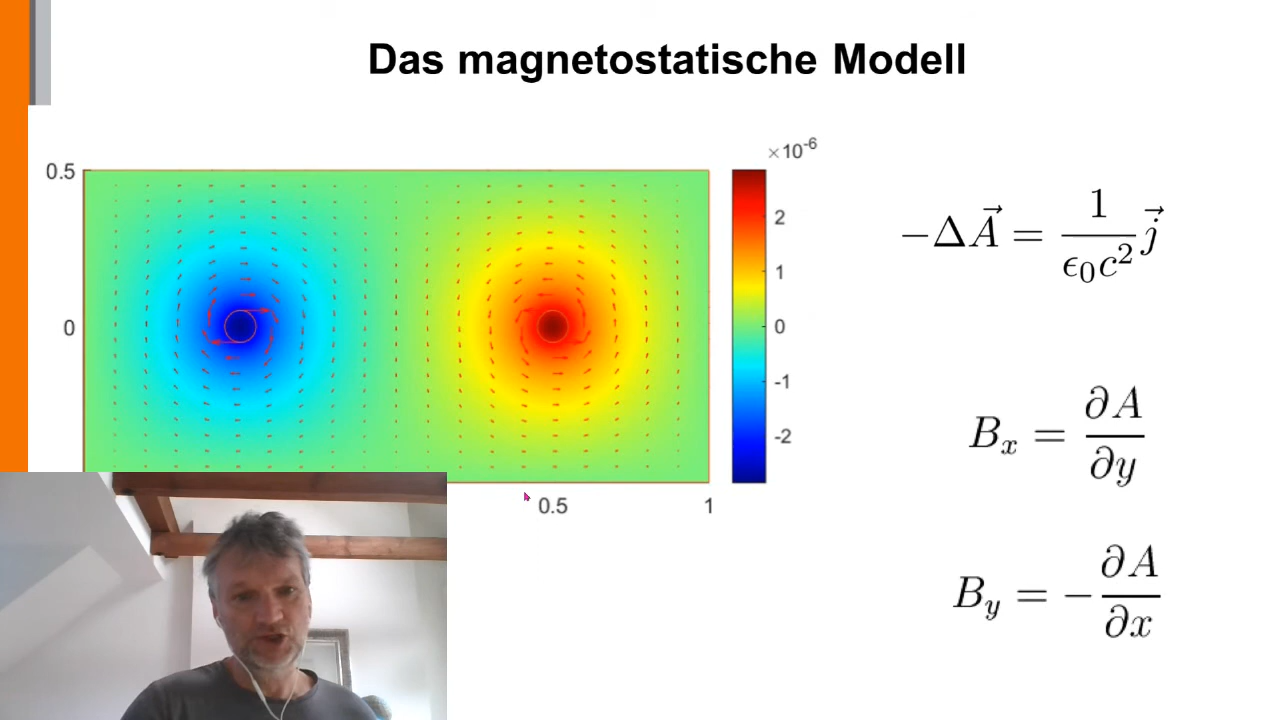 Das magnetostatische Modell
×10⁻⁶
0.5
0
0.5
1
2
1
0
-1
-2
−ΔA⃗ = 1/(ϵ₀c²) j⃗
Bₓ = ∂A/∂y
B_y = −∂A/∂x